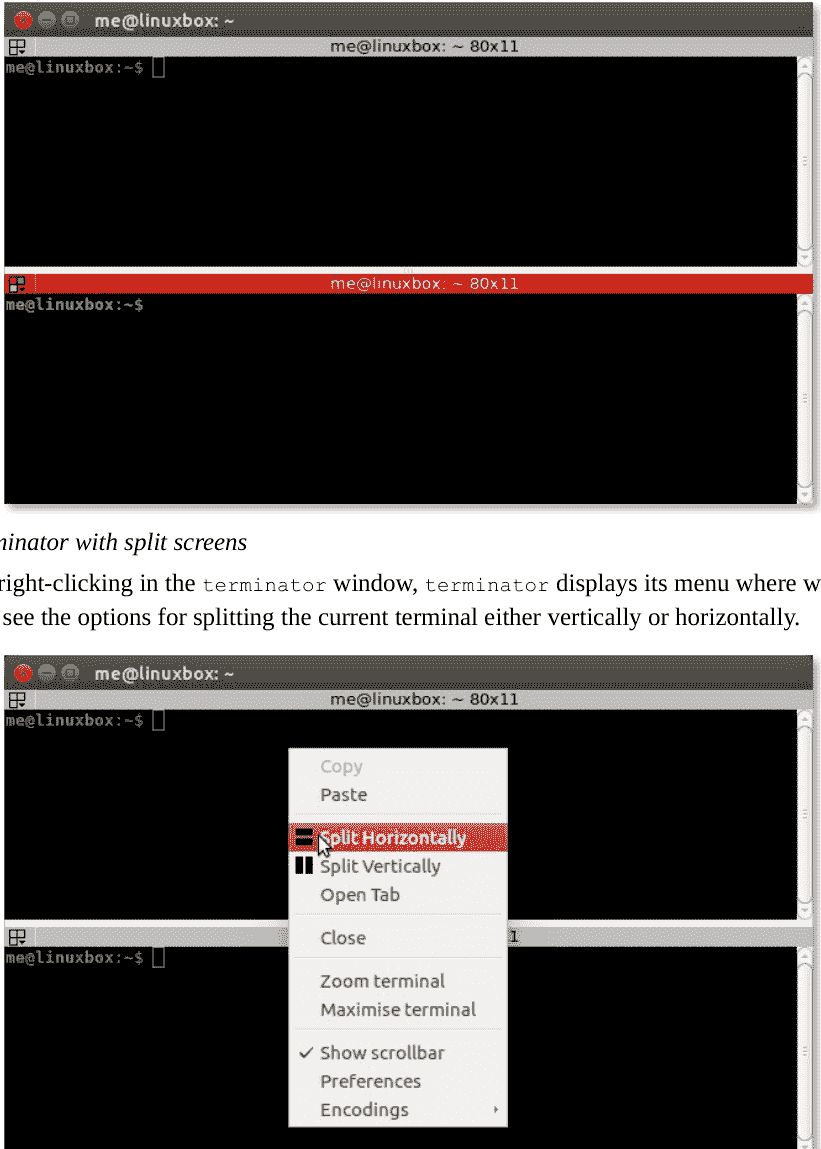 me@linuxbox: ~
me@linuxbox: ~ 80x11
me@linuxbox:~$
me@linuxbox: ~ 80x11
me@linuxbox:~$
minator with split screens
right-clicking in the terminator window, terminator displays its menu where w
see the options for splitting the current terminal either vertically or horizontally.
me@linuxbox: ~
me@linuxbox: ~ 80x11
me@linuxbox:~$
Copy
Paste
Split Horizontally
Split Vertically
Open Tab
Close
1
me@linuxbox:~$
Zoom terminal
Maximise terminal
Show scrollbar
Preferences
Encodings